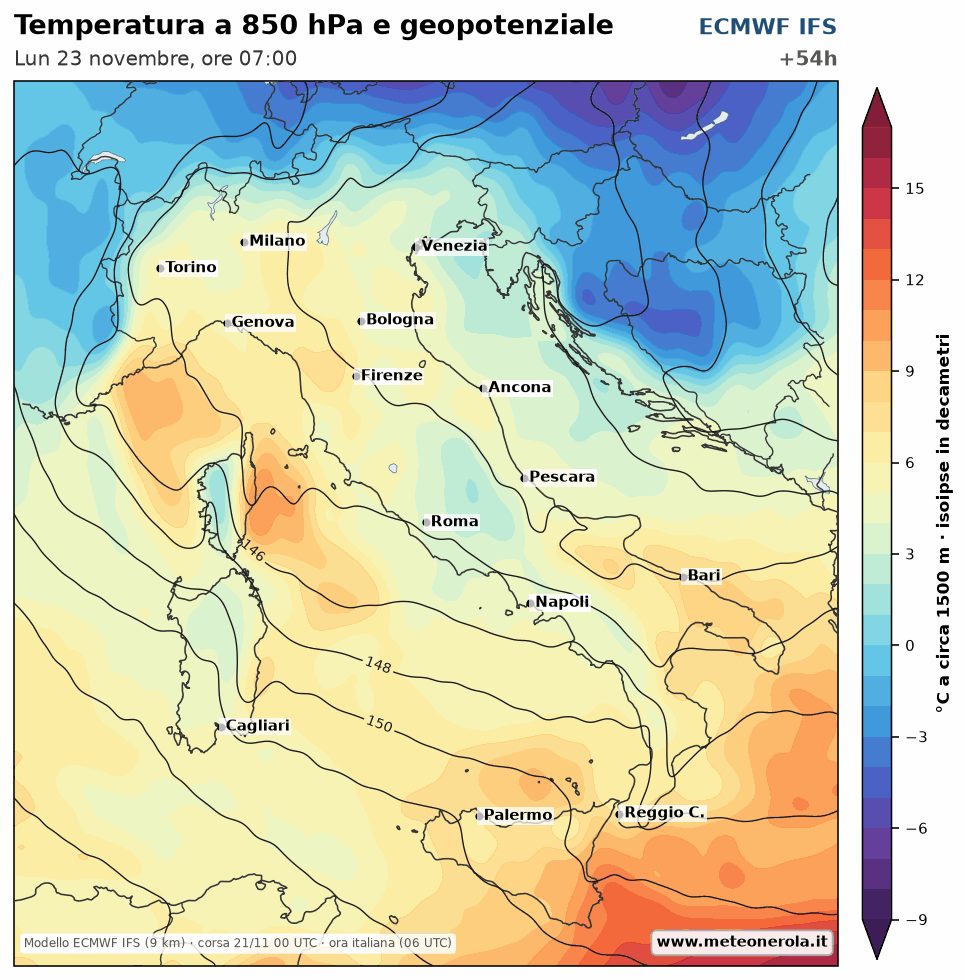 Temperatura a 850 hPa e geopotenziale
ECMWF IFS
Lun 23 novembre, ore 07:00
+54h
Milano
Venezia
Torino
Genova
Bologna
Firenze
Ancona
Pescara
Roma
146
Bari
Napoli
148
150
Cagliari
Palermo
Reggio C.
15
12
9
6
3
0
−3
−6
−9
°C a circa 1500 m · isoipse in decametri
Modello ECMWF IFS (9 km) · corsa 21/11 00 UTC · ora italiana (06 UTC)
www.meteonerola.it